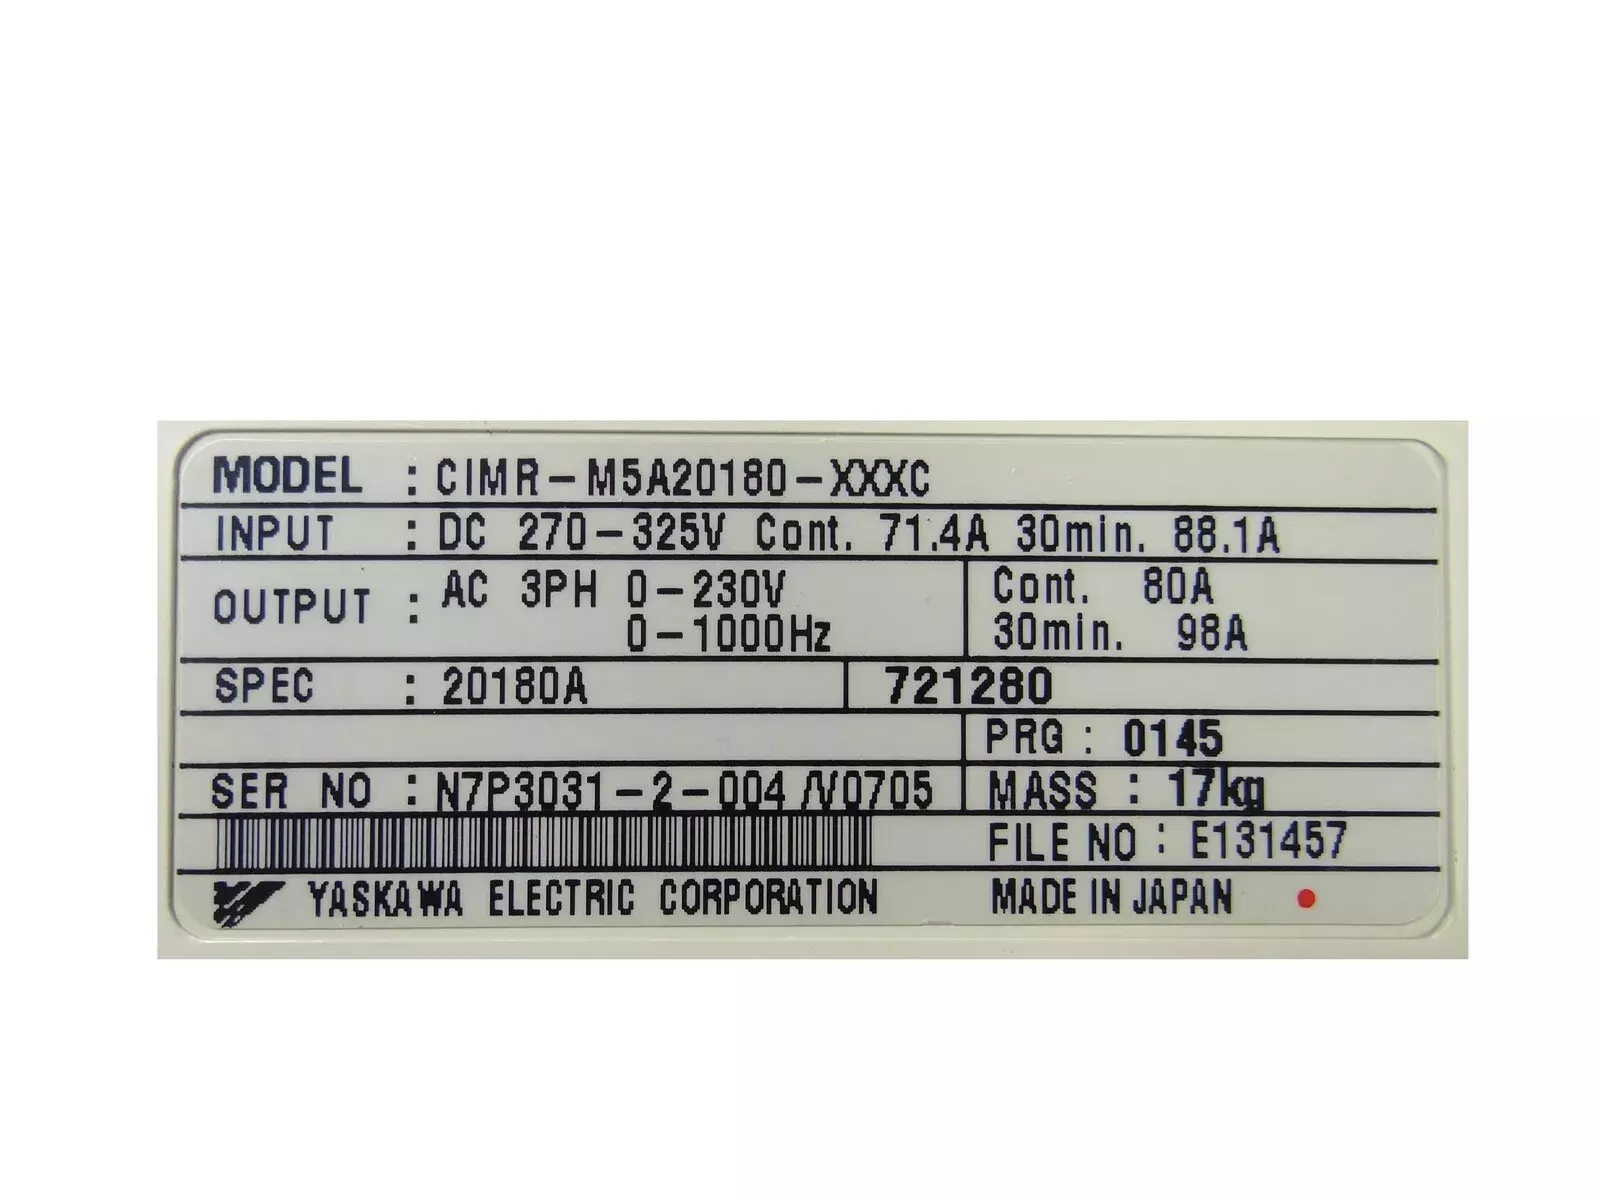 MODEL : CIMR-M5A20180-XXXC
INPUT : DC 270-325V Cont. 71.4A 30min. 88.1A
OUTPUT : AC 3PH 0-230V Cont. 80A
0-1000Hz 30min. 98A
SPEC : 20180A 721280
PRG : 0145
SER NO : N7P3031-2-004/V0705 MASS : 17kg
FILE NO : E131457
YASKAWA ELECTRIC CORPORATION MADE IN JAPAN